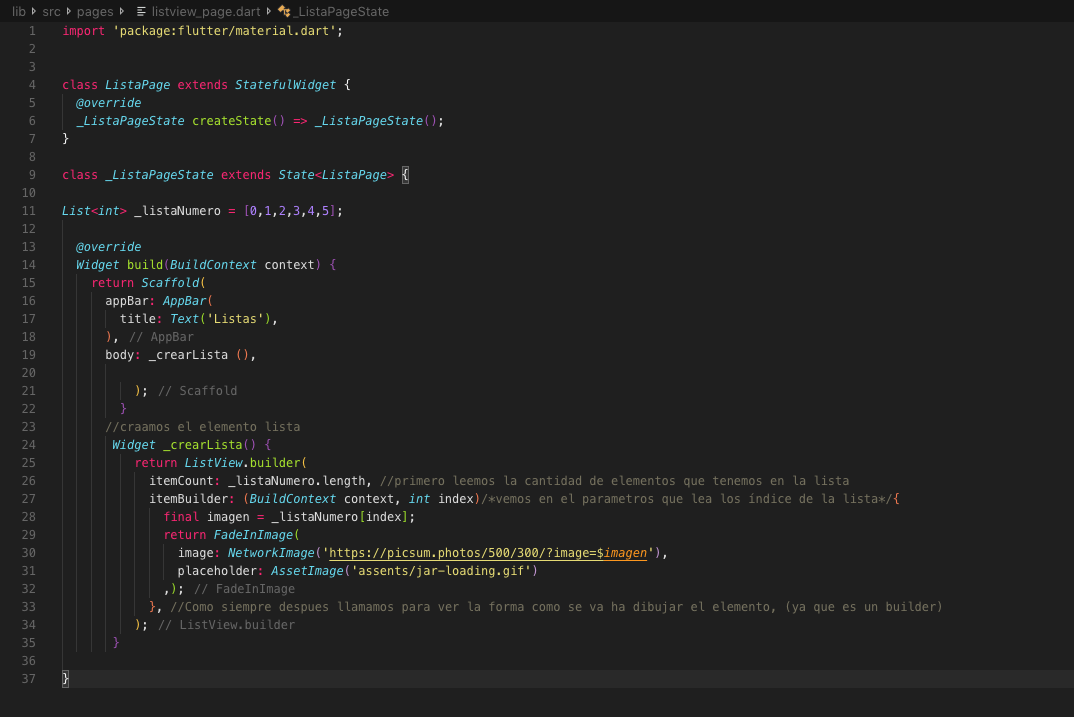 lib src pages listview_page.dart _ListaPageState
1 import 'package:flutter/material.dart';
2
3
4 class ListaPage extends StatefulWidget {
5   @override
6   _ListaPageState createState() => _ListaPageState();
7 }
8
9 class _ListaPageState extends State<ListaPage> {
10
11 List<int> _listaNumero = [0,1,2,3,4,5];
12
13   @override
14   Widget build(BuildContext context) {
15     return Scaffold(
16       appBar: AppBar(
17         title: Text('Listas'),
18       ), // AppBar
19       body: _crearLista (),
20
21           ); // Scaffold
22         }
23       //craamos el elemento lista
24        Widget _crearLista() {
25           return ListView.builder(
26             itemCount: _listaNumero.length, //primero leemos la cantidad de elementos que tenemos en la lista
27             itemBuilder: (BuildContext context, int index)/*vemos en el parametros que lea los índice de la lista*/{
28               final imagen = _listaNumero[index];
29               return FadeInImage(
30                 image: NetworkImage('https://picsum.photos/500/300/?image=$imagen'),
31                 placeholder: AssetImage('assents/jar-loading.gif')
32               ,); // FadeInImage
33             }, //Como siempre despues llamamos para ver la forma como se va ha dibujar el elemento, (ya que es un builder)
34           ); // ListView.builder
35        }
36
37 }